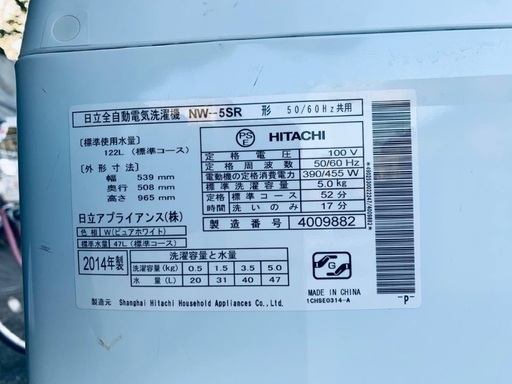 日立全自動電気洗濯機 NW-5SR 形 50/60Hz共用
〔標準使用水量〕
122L（標準コース）
〔外形寸法〕
幅 539 mm
奥行 508 mm
高さ 965 mm
日立アプライアンス(株)
色相 W(ピュアホワイト)
標準水量 47L(標準コース)
PSE HITACHI
定格電圧 100 V
定格周波数 50/60 Hz
電動機の定格消費電力 390/455 W
標準洗濯容量 5.0 kg
標準コース 52 分
洗いのみ 17 分
製造番号 4009882
2014年製
洗濯容量と水量
洗濯容量(kg) 0.5 1.5 3.5 5.0
水量(L) 20 31 40 47
製造元 Shanghai Hitachi Household Appliances Co., Ltd.
MADE IN CHINA
1CHSE0314-A
-P-